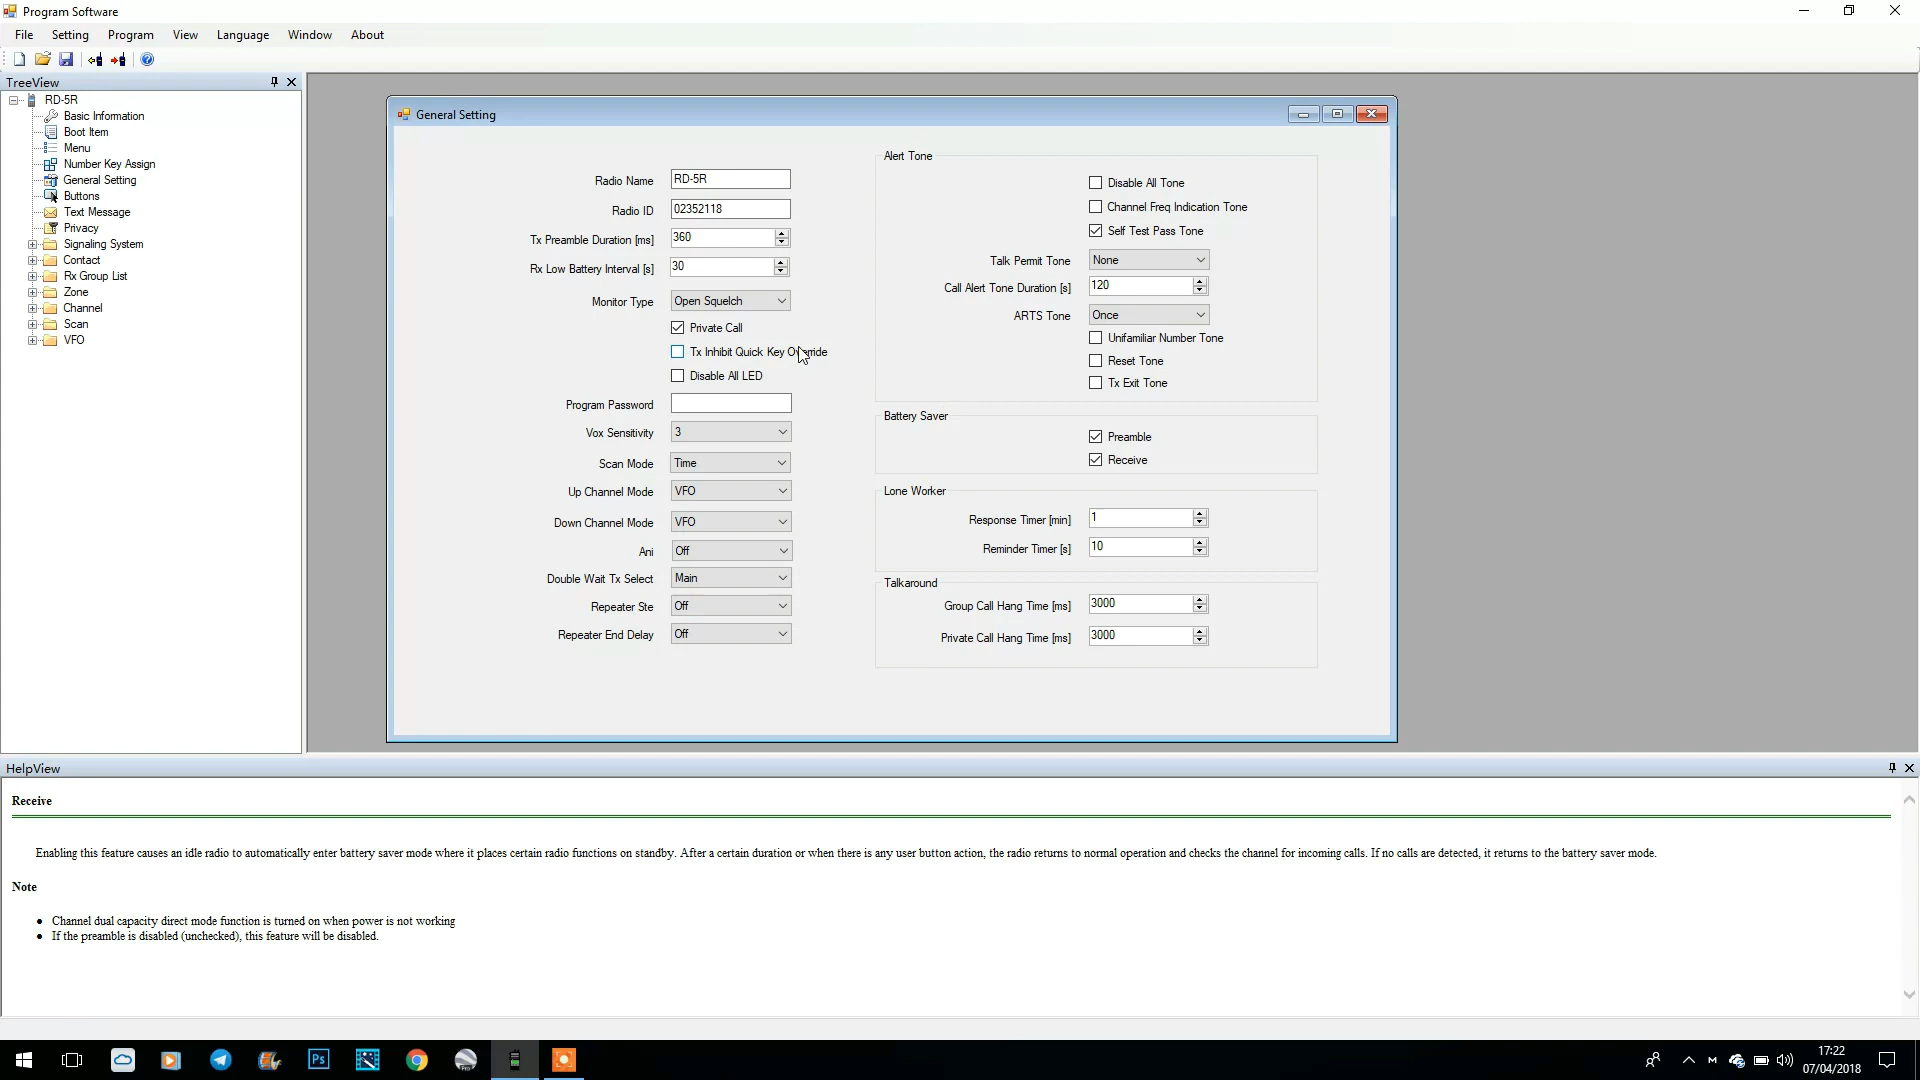 Program Software
File Setting Program View Language Window About
TreeView
RD-5R
Basic Information
Boot Item
Menu
Number Key Assign
General Setting
Buttons
Text Message
Privacy
Signaling System
Contact
Rx Group List
Zone
Channel
Scan
VFO
General Setting
Radio Name RD-5R
Radio ID 02352118
Tx Preamble Duration [ms] 360
Rx Low Battery Interval [s] 30
Monitor Type Open Squelch
Private Call
Tx Inhibit Quick Key Override
Disable All LED
Program Password
Vox Sensitivity 3
Scan Mode Time
Up Channel Mode VFO
Down Channel Mode VFO
Ani Off
Double Wait Tx Select Main
Repeater Ste Off
Repeater End Delay Off
Alert Tone
Disable All Tone
Channel Freq Indication Tone
Self Test Pass Tone
Talk Permit Tone None
Call Alert Tone Duration [s] 120
ARTS Tone Once
Unifamiliar Number Tone
Reset Tone
Tx Exit Tone
Battery Saver
Preamble
Receive
Lone Worker
Response Timer [min] 1
Reminder Timer [s] 10
Talkaround
Group Call Hang Time [ms] 3000
Private Call Hang Time [ms] 3000
HelpView
Receive
Enabling this feature causes an idle radio to automatically enter battery saver mode where it places certain radio functions on standby. After a certain duration or when there is any user button action, the radio returns to normal operation and checks the channel for incoming calls. If no calls are detected, it returns to the battery saver mode.
Note
● Channel dual capacity direct mode function is turned on when power is not working
● If the preamble is disabled (unchecked), this feature will be disabled.
Ps
17:22
07/04/2018